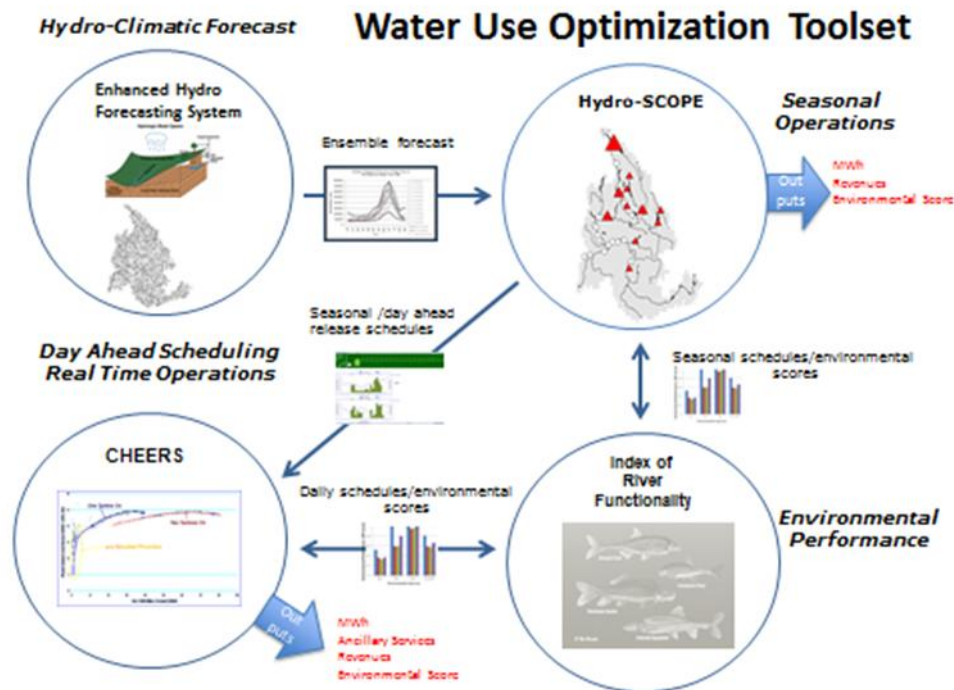 Hydro-Climatic Forecast
Water Use Optimization Toolset
Enhanced Hydro
Forecasting System
Ensemble forecast
Hydro-SCOPE
Seasonal
Operations
Out
puts
MWh
Revenues
Environmental Score
Seasonal /day ahead
release schedules
Day Ahead Scheduling
Real Time Operations
Seasonal schedules/environmental
scores
CHEERS
Daily schedules/environmental
scores
Index of
River
Functionality
Environmental
Performance
Out
puts
MWh
Ancillary Services
Revenues
Environmental Score